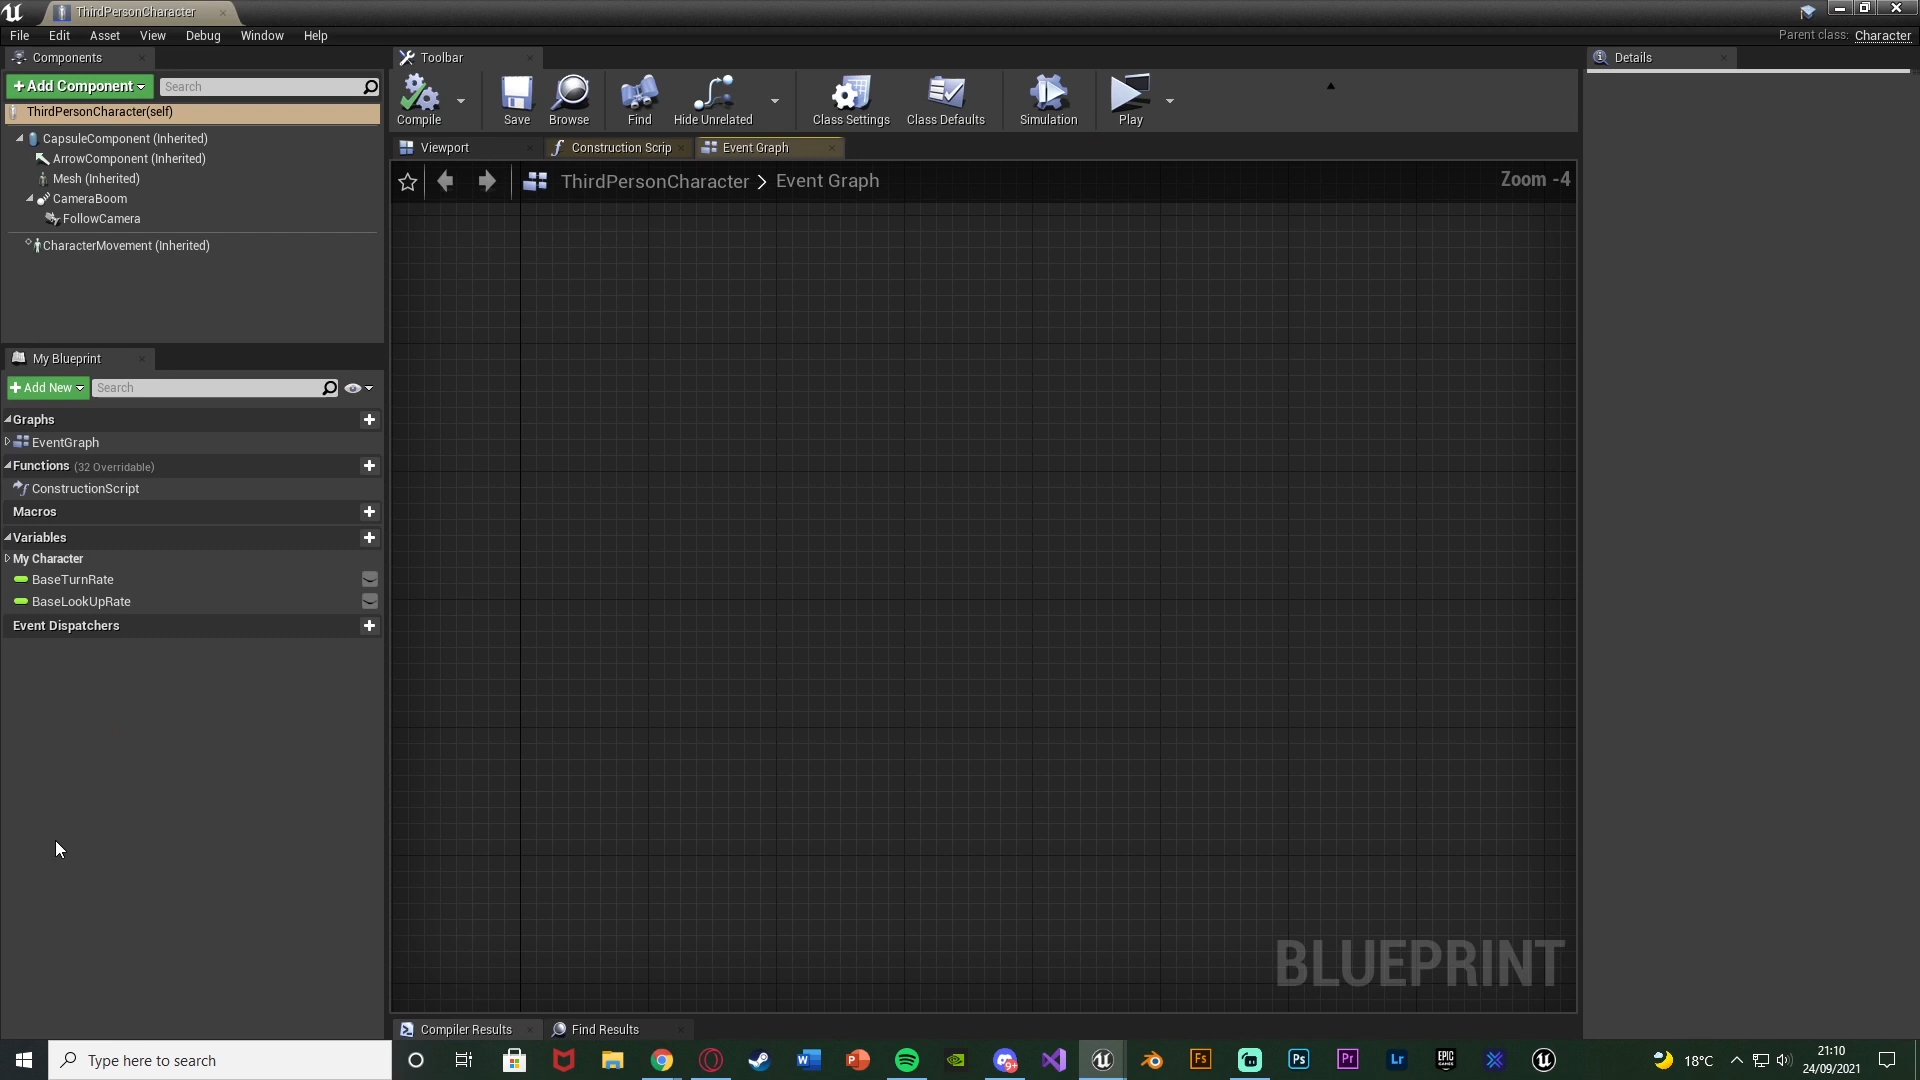 ThirdPersonCharacter
File Edit Asset View Debug Window Help
Parent class: Character
Components
Toolbar
Details
Add Component
Search
ThirdPersonCharacter(self)
CapsuleComponent (Inherited)
ArrowComponent (Inherited)
Mesh (Inherited)
CameraBoom
FollowCamera
CharacterMovement (Inherited)
Compile
Save
Browse
Find
Hide Unrelated
Class Settings
Class Defaults
Simulation
Play
Viewport
Construction Scrip
Event Graph
ThirdPersonCharacter > Event Graph
Zoom -4
My Blueprint
Add New
Search
Graphs
EventGraph
Functions (32 Overridable)
ConstructionScript
Macros
Variables
My Character
BaseTurnRate
BaseLookUpRate
Event Dispatchers
BLUEPRINT
Compiler Results
Find Results
Type here to search
18°C
21:10
24/09/2021